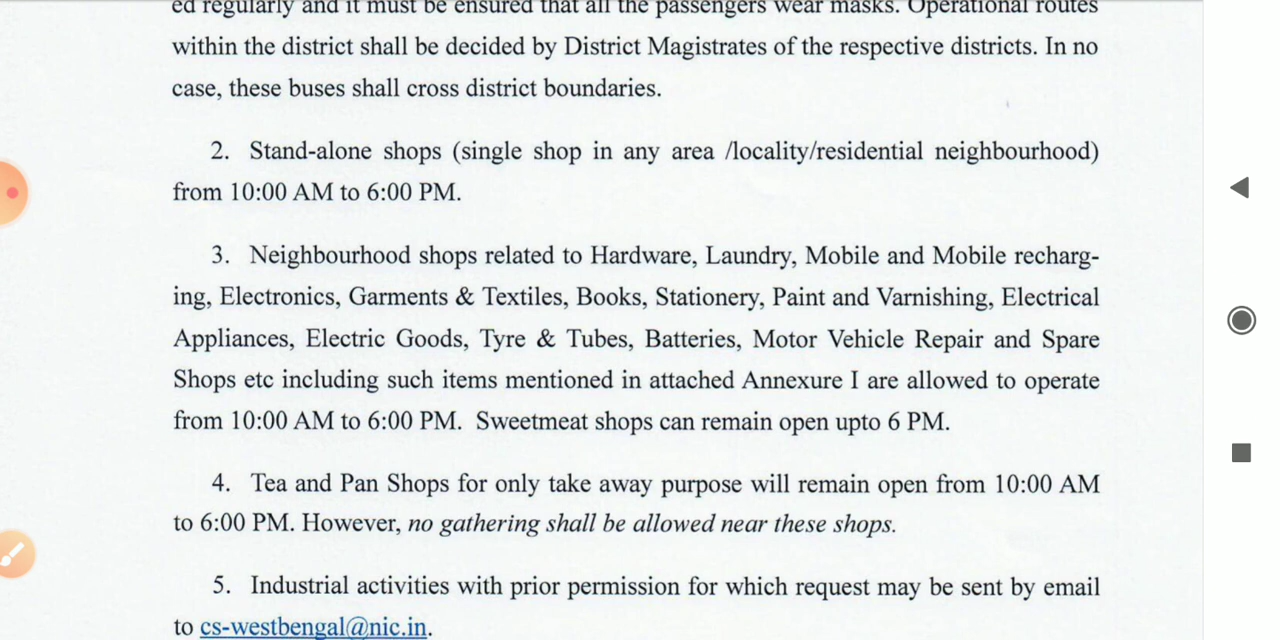 ed regularly and it must be ensured that all the passengers wear masks. Operational routes
within the district shall be decided by District Magistrates of the respective districts. In no
case, these buses shall cross district boundaries.
2. Stand-alone shops (single shop in any area /locality/residential neighbourhood)
from 10:00 AM to 6:00 PM.
3. Neighbourhood shops related to Hardware, Laundry, Mobile and Mobile recharg-
ing, Electronics, Garments & Textiles, Books, Stationery, Paint and Varnishing, Electrical
Appliances, Electric Goods, Tyre & Tubes, Batteries, Motor Vehicle Repair and Spare
Shops etc including such items mentioned in attached Annexure I are allowed to operate
from 10:00 AM to 6:00 PM. Sweetmeat shops can remain open upto 6 PM.
4. Tea and Pan Shops for only take away purpose will remain open from 10:00 AM
to 6:00 PM. However, no gathering shall be allowed near these shops.
5. Industrial activities with prior permission for which request may be sent by email
to cs-westbengal@nic.in.